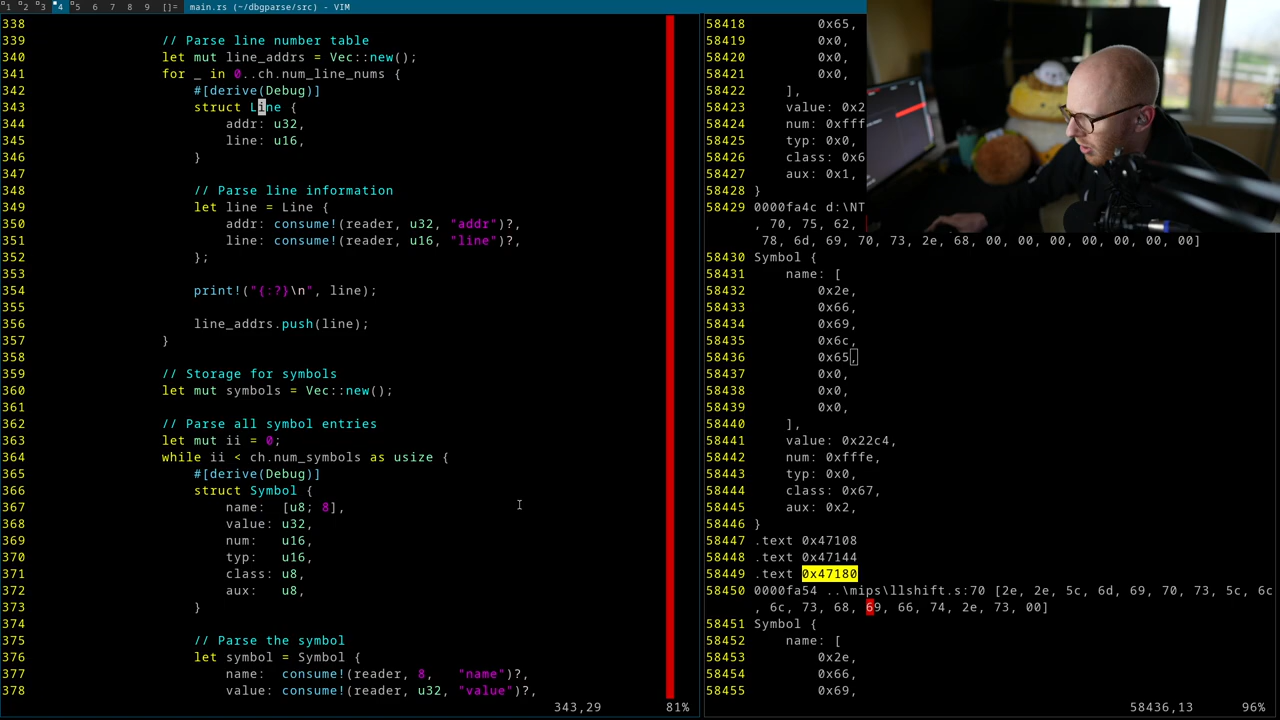 1 2 3 4 5 6 7 8 9 []= main.rs (~/dbgparse/src) - VIM
338
339 // Parse line number table
340 let mut line_addrs = Vec::new();
341 for _ in 0..ch.num_line_nums {
342 #[derive(Debug)]
343 struct Line {
344 addr: u32,
345 line: u16,
346 }
347
348 // Parse line information
349 let line = Line {
350 addr: consume!(reader, u32, "addr")?,
351 line: consume!(reader, u16, "line")?,
352 };
353
354 print!("{:?}\n", line);
355
356 line_addrs.push(line);
357 }
358
359 // Storage for symbols
360 let mut symbols = Vec::new();
361
362 // Parse all symbol entries
363 let mut ii = 0;
364 while ii < ch.num_symbols as usize {
365 #[derive(Debug)]
366 struct Symbol {
367 name: [u8; 8],
368 value: u32,
369 num: u16,
370 typ: u16,
371 class: u8,
372 aux: u8,
373 }
374
375 // Parse the symbol
376 let symbol = Symbol {
377 name: consume!(reader, 8, "name")?,
378 value: consume!(reader, u32, "value")?,
343,29 81%
58418 0x65,
58419 0x0,
58420 0x0,
58421 0x0,
58422 ],
58423 value: 0x2
58424 num: 0xfff
58425 typ: 0x0,
58426 class: 0x6
58427 aux: 0x1,
58428 }
58429 0000fa4c d:\NT
, 70, 75, 62,
78, 6d, 69, 70, 73, 2e, 68, 00, 00, 00, 00, 00, 00]
58430 Symbol {
58431 name: [
58432 0x2e,
58433 0x66,
58434 0x69,
58435 0x6c,
58436 0x65,
58437 0x0,
58438 0x0,
58439 0x0,
58440 ],
58441 value: 0x22c4,
58442 num: 0xfffe,
58443 typ: 0x0,
58444 class: 0x67,
58445 aux: 0x2,
58446 }
58447 .text 0x47108
58448 .text 0x47144
58449 .text 0x47180
58450 0000fa54 ..\mips\llshift.s:70 [2e, 2e, 5c, 6d, 69, 70, 73, 5c, 6c
, 6c, 73, 68, 69, 66, 74, 2e, 73, 00]
58451 Symbol {
58452 name: [
58453 0x2e,
58454 0x66,
58455 0x69,
58436,13 96%